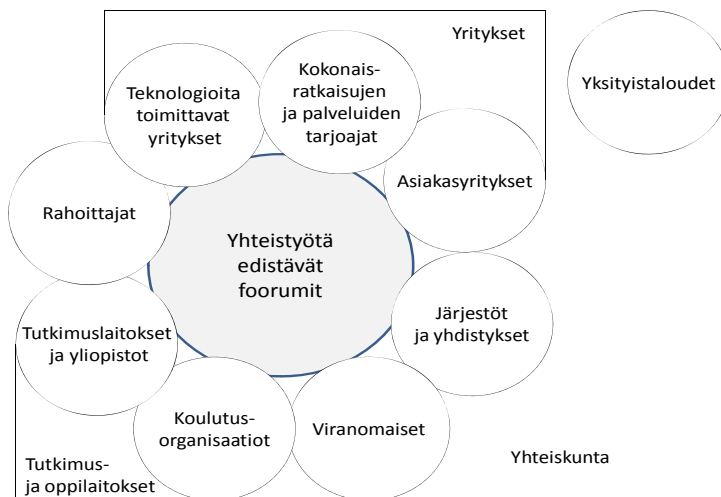 Yritykset
Teknologioita
toimittavat
yritykset
Kokonais-
ratkaisujen
ja palveluiden
tarjoajat
Yksityistaloudet
Asiakasyritykset
Rahoittajat
Yhteistyötä
edistävät
foorumit
Järjestöt
ja yhdistykset
Tutkimuslaitokset
ja yliopistot
Koulutus-
organisaatiot
Viranomaiset
Yhteiskunta
Tutkimus-
ja oppilaitokset